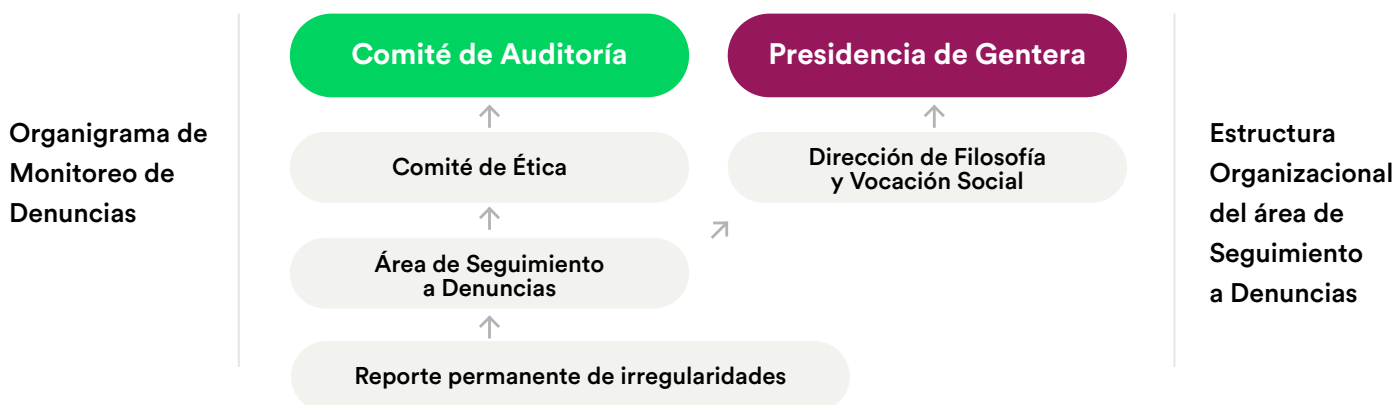 Organigrama de
Monitoreo de
Denuncias
Comité de Auditoría
Presidencia de Gentera
Comité de Ética
Dirección de Filosofía
y Vocación Social
Área de Seguimiento
a Denuncias
Reporte permanente de irregularidades
Estructura
Organizacional
del área de
Seguimiento
a Denuncias